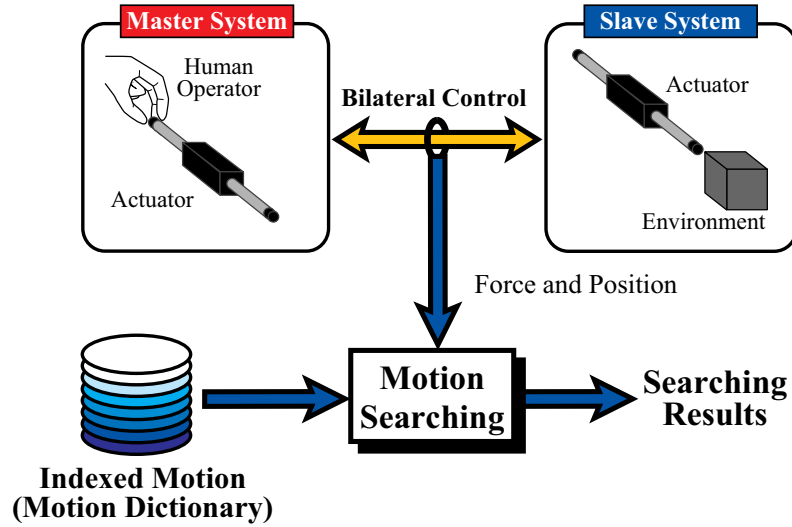 Master System
Human
Operator
Actuator
Bilateral Control
Slave System
Actuator
Environment
Force and Position
Motion
Searching
Searching
Results
Indexed Motion
(Motion Dictionary)